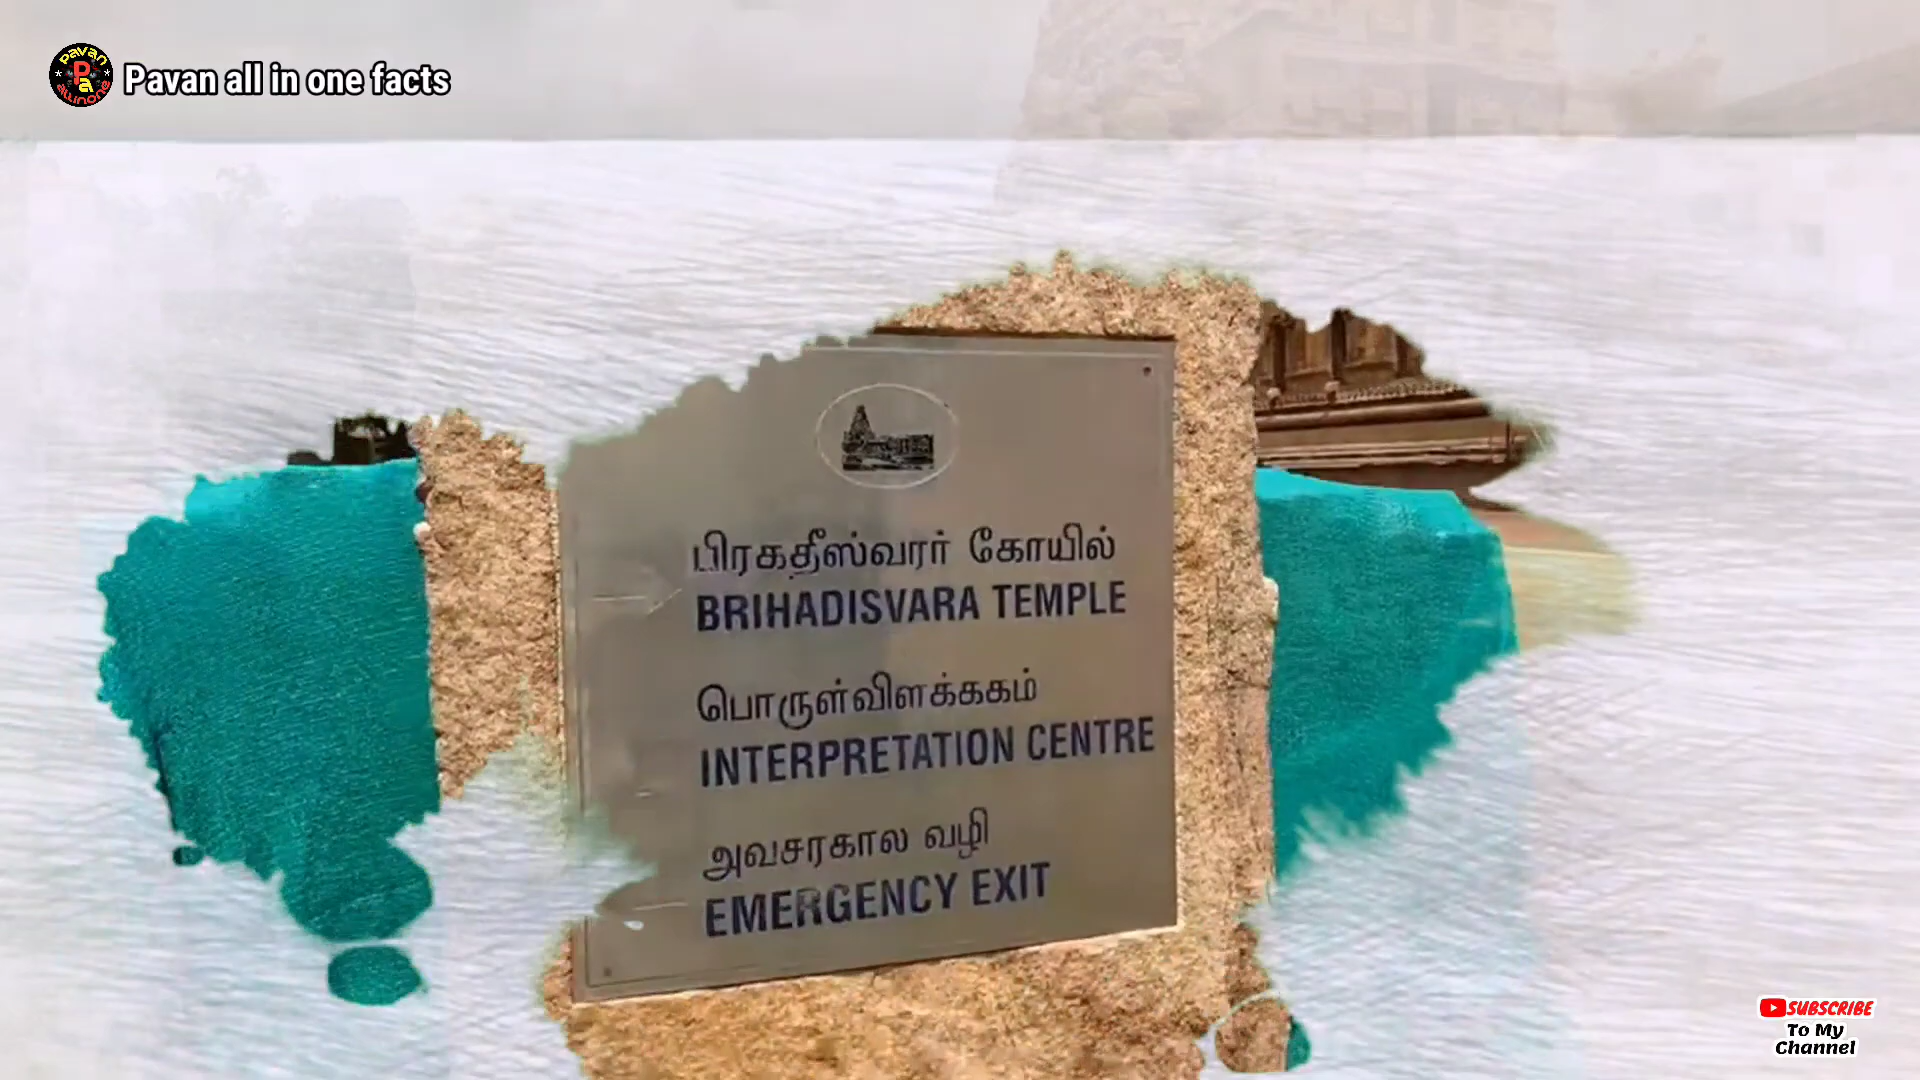 Pavan all in one facts
பிரகதீஸ்வரர் கோயில்
BRIHADISVARA TEMPLE
பொருள்விளக்ககம்
INTERPRETATION CENTRE
அவசரகால வழி
EMERGENCY EXIT
SUBSCRIBE
To My
Channel